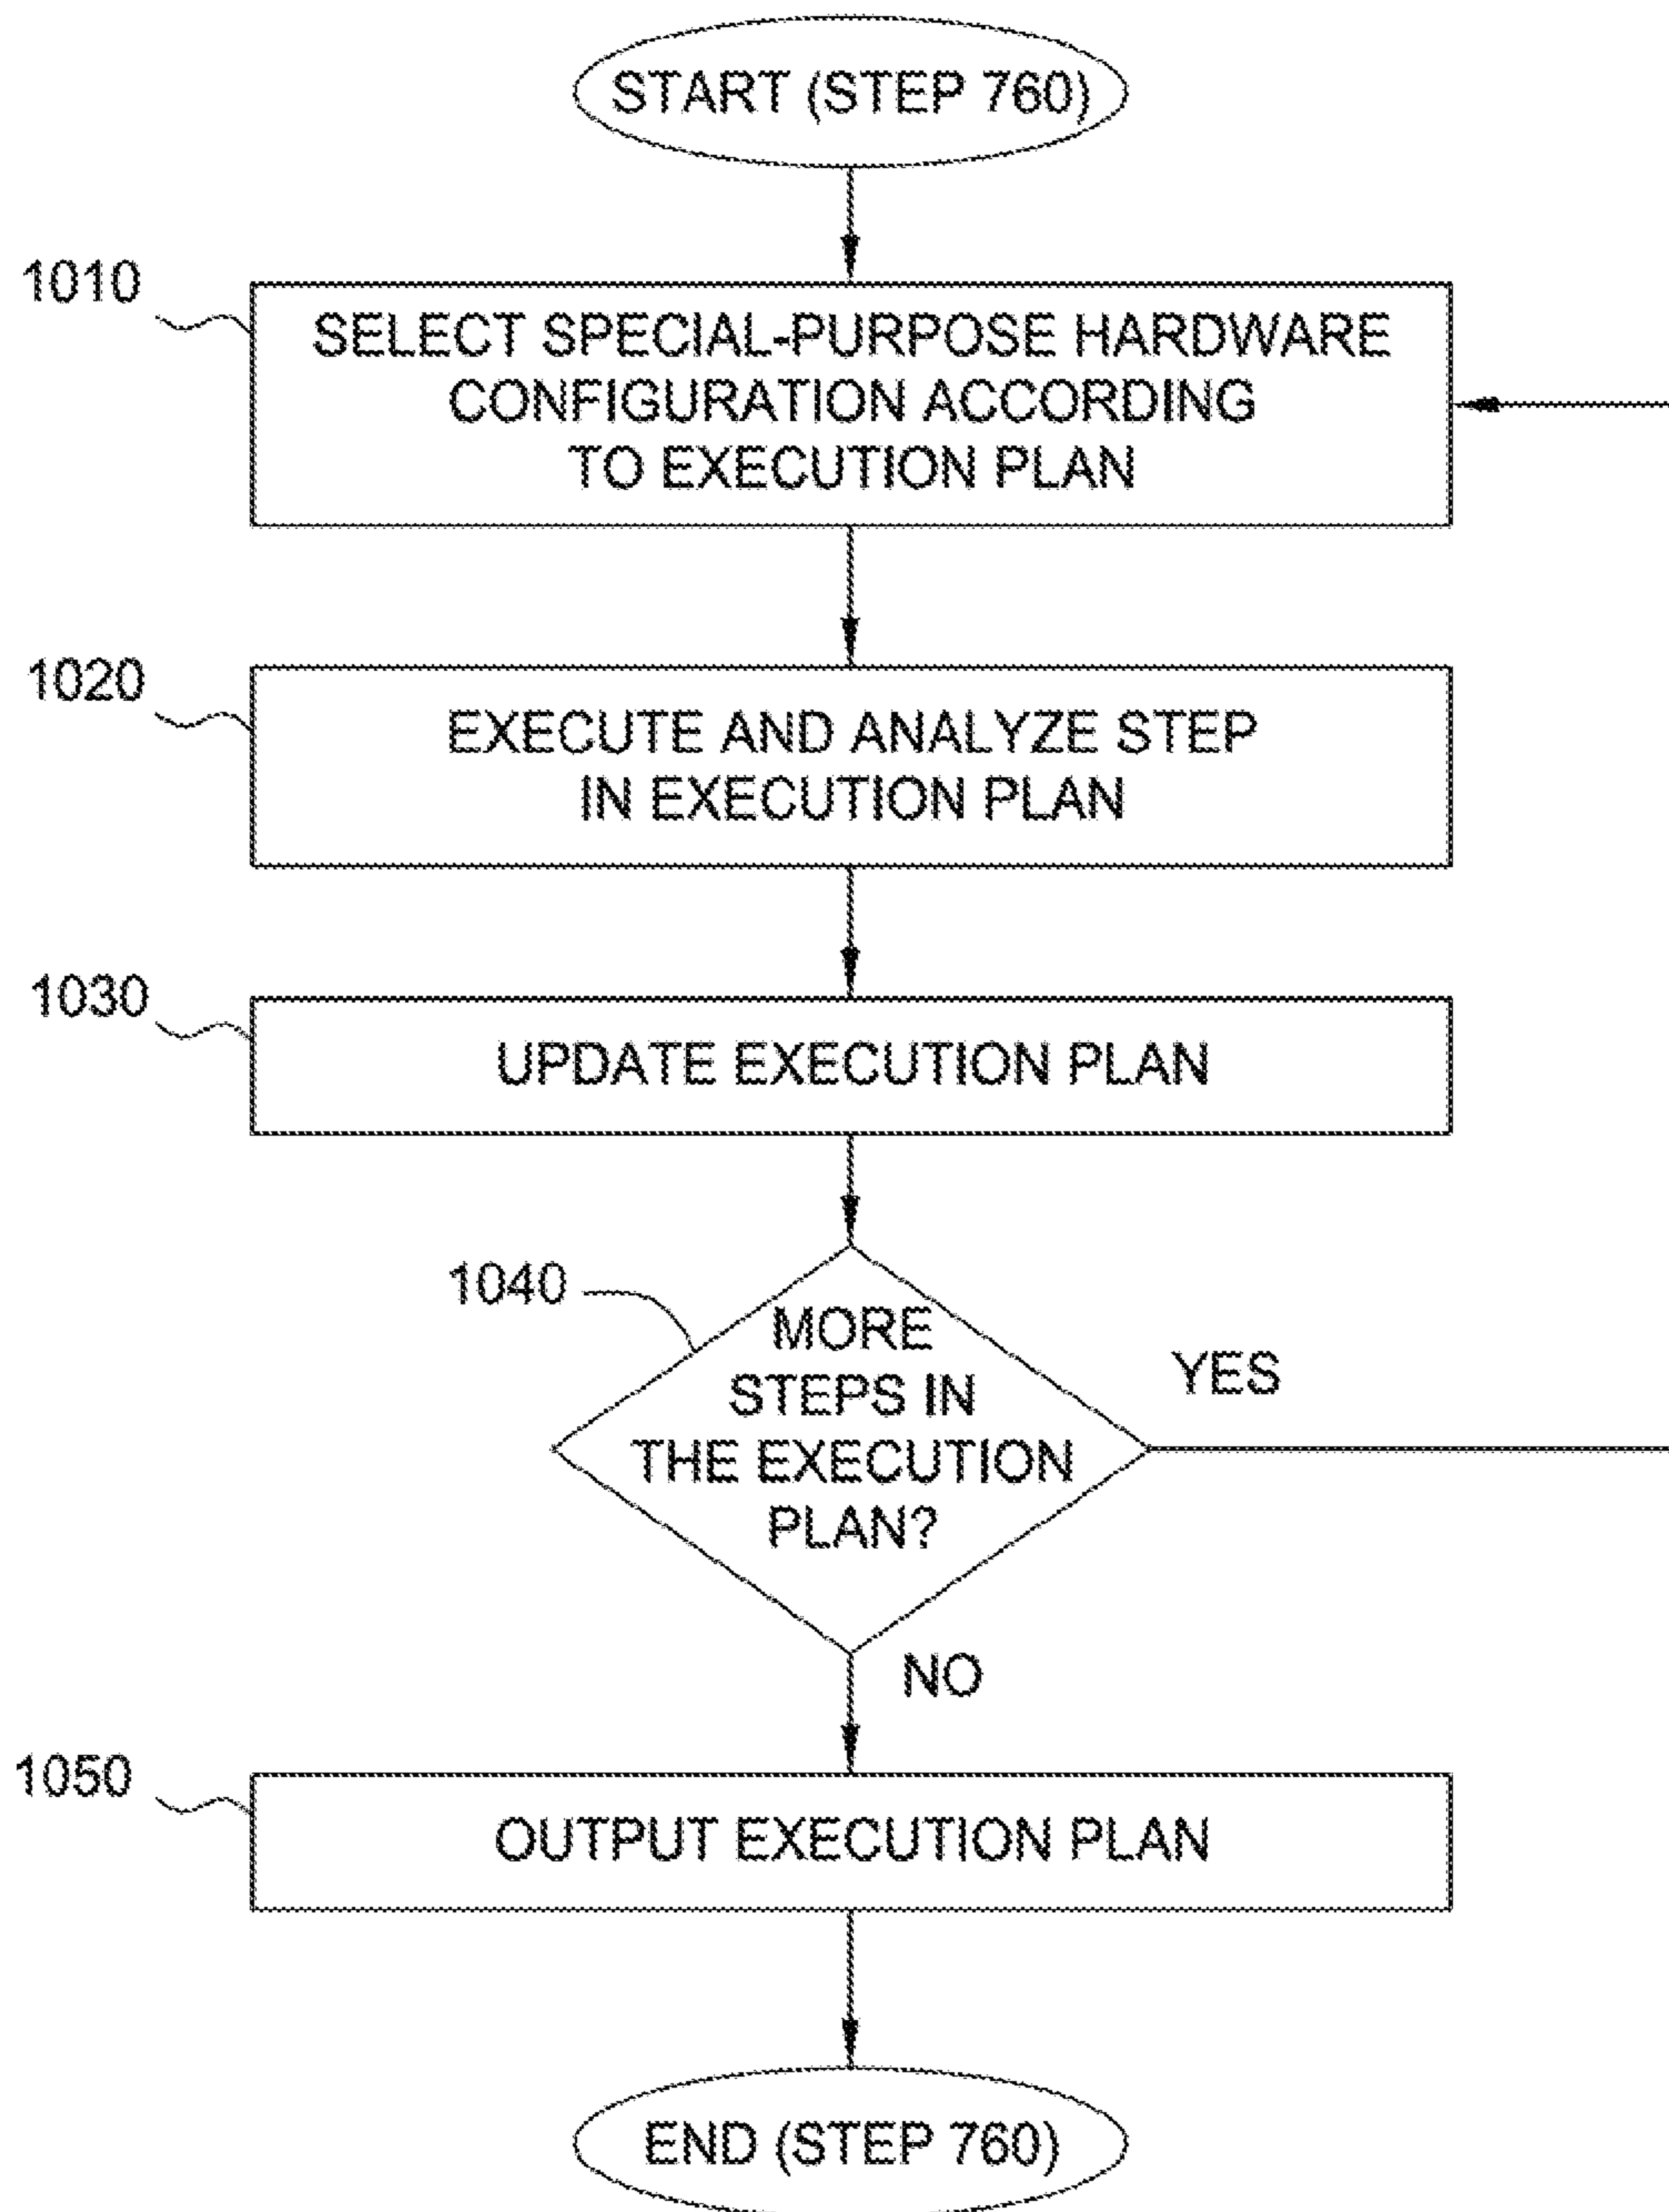 START (STEP 760)
1010
SELECT SPECIAL-PURPOSE HARDWARE
CONFIGURATION ACCORDING
TO EXECUTION PLAN
1020
EXECUTE AND ANALYZE STEP
IN EXECUTION PLAN
1030
UPDATE EXECUTION PLAN
1040
MORE
STEPS IN
THE EXECUTION
PLAN?
YES
NO
1050
OUTPUT EXECUTION PLAN
END (STEP 760)